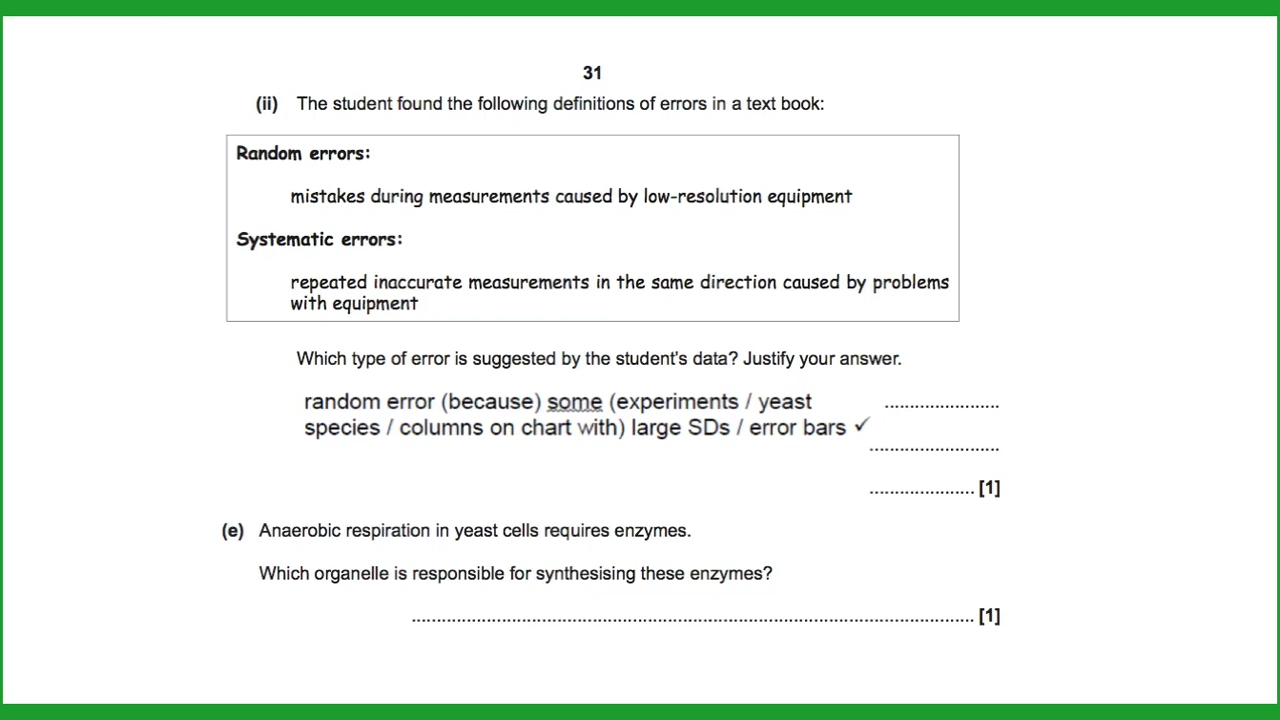 31
(ii) The student found the following definitions of errors in a text book:
Random errors:
mistakes during measurements caused by low-resolution equipment
Systematic errors:
repeated inaccurate measurements in the same direction caused by problems
with equipment
Which type of error is suggested by the student's data? Justify your answer.
random error (because) some (experiments / yeast ......................
species / columns on chart with) large SDs / error bars ✓
.........................
.................... [1]
(e) Anaerobic respiration in yeast cells requires enzymes.
Which organelle is responsible for synthesising these enzymes?
................................................................................................................ [1]